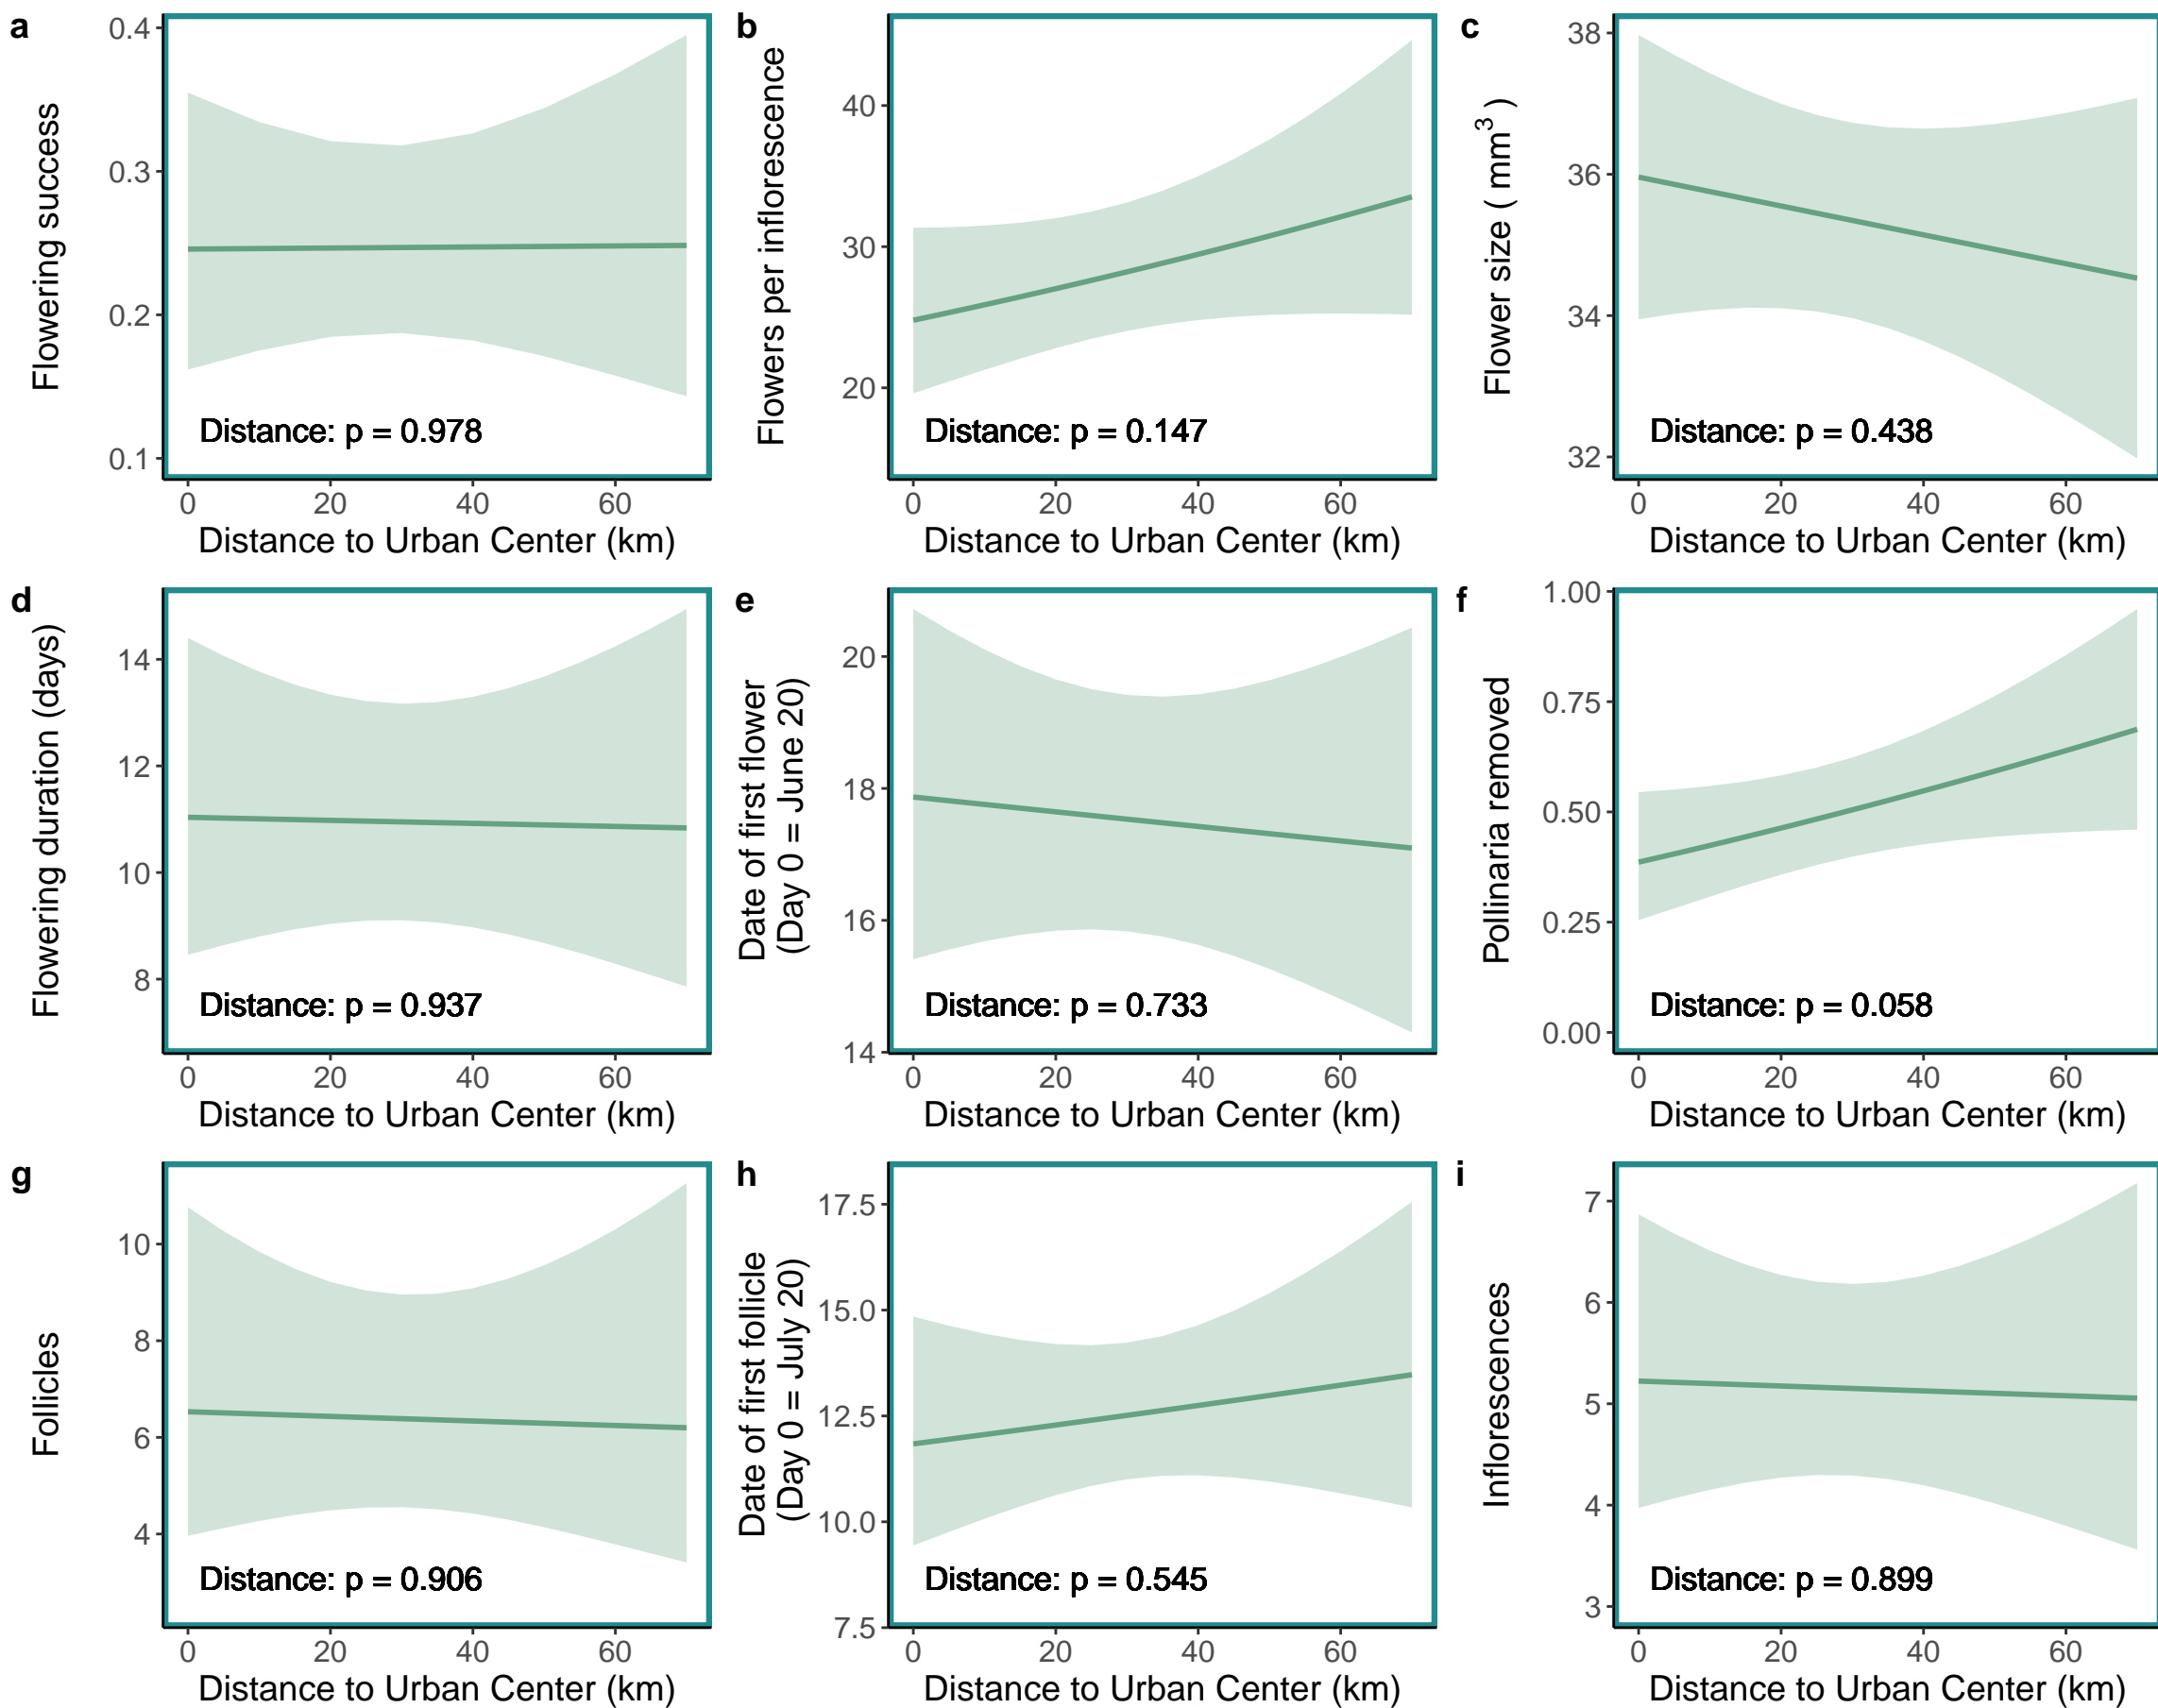 a
Flowering success
0.4
0.3
0.2
0.1
Distance: p = 0.978
0 20 40 60
Distance to Urban Center (km)
b
Flowers per inflorescence
40
30
20
Distance: p = 0.147
0 20 40 60
Distance to Urban Center (km)
c
Flower size ( mm³ )
38
36
34
32
Distance: p = 0.438
0 20 40 60
Distance to Urban Center (km)
d
Flowering duration (days)
14
12
10
8
Distance: p = 0.937
0 20 40 60
Distance to Urban Center (km)
e
Date of first flower
(Day 0 = June 20)
20
18
16
14
Distance: p = 0.733
0 20 40 60
Distance to Urban Center (km)
f
Pollinaria removed
1.00
0.75
0.50
0.25
0.00
Distance: p = 0.058
0 20 40 60
Distance to Urban Center (km)
g
Follicles
10
8
6
4
Distance: p = 0.906
0 20 40 60
Distance to Urban Center (km)
h
Date of first follicle
(Day 0 = July 20)
17.5
15.0
12.5
10.0
7.5
Distance: p = 0.545
0 20 40 60
Distance to Urban Center (km)
i
Inflorescences
7
6
5
4
3
Distance: p = 0.899
0 20 40 60
Distance to Urban Center (km)